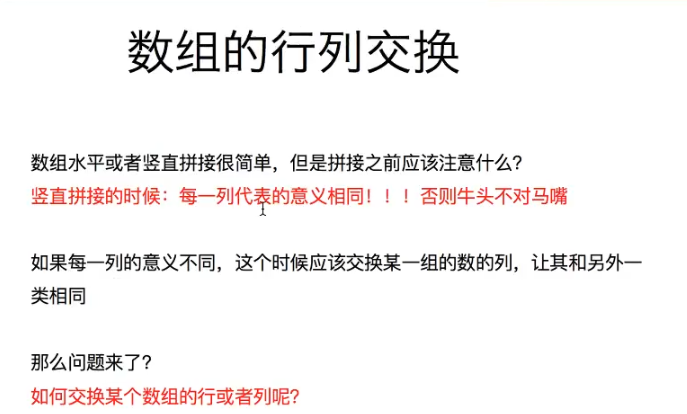 数组的行列交换
数组水平或者竖直拼接很简单，但是拼接之前应该注意什么？
竖直拼接的时候：每一列代表的意义相同！！！否则牛头不对马嘴
如果每一列的意义不同，这个时候应该交换某一组的数的列，让其和另外一
类相同
那么问题来了？
如何交换某个数组的行或者列呢？